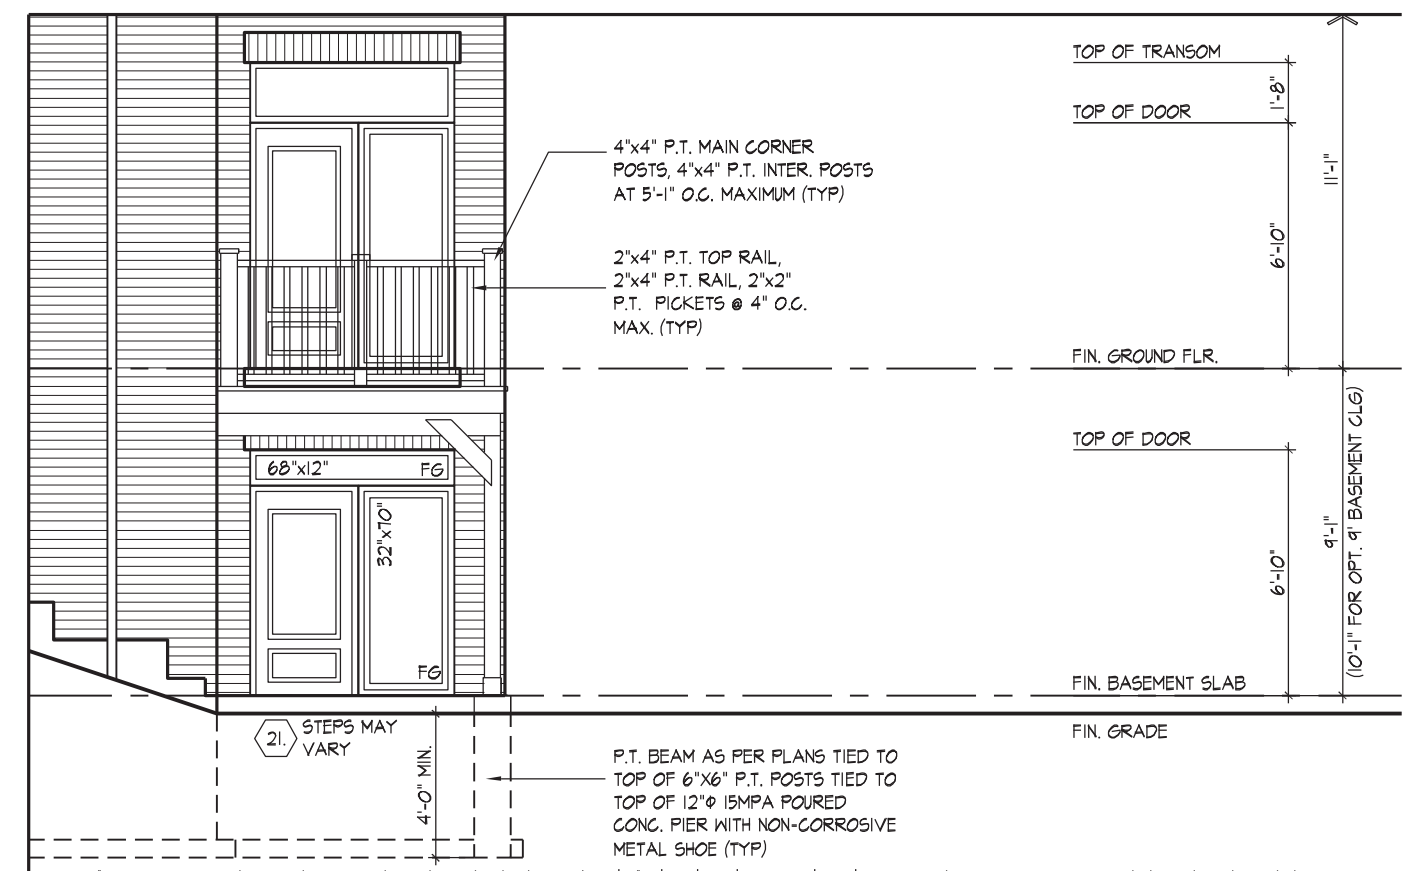 TOP OF TRANSOM
1'-8"
TOP OF DOOR
4"x4" P.T. MAIN CORNER
POSTS, 4"x4" P.T. INTER. POSTS
AT 5'-1" O.C. MAXIMUM (TYP)
11'-1"
6'-10"
2"x4" P.T. TOP RAIL,
2"x4" P.T. RAIL, 2"x2"
P.T. PICKETS @ 4" O.C.
MAX. (TYP)
FIN. GROUND FLR.
TOP OF DOOR
68"x12"
FG
32"x70"
FG
6'-10"
9'-1"
(10'-1" FOR OPT. 9' BASEMENT CLG)
FIN. BASEMENT SLAB
FIN. GRADE
21.
STEPS MAY
VARY
4'-0" MIN.
P.T. BEAM AS PER PLANS TIED TO
TOP OF 6"X6" P.T. POSTS TIED TO
TOP OF 12"Φ 15MPA POURED
CONC. PIER WITH NON-CORROSIVE
METAL SHOE (TYP)